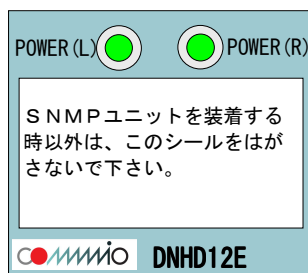 POWER(L) POWER(R)
SNMPユニットを装着する
時以外は、このシールをはが
さないで下さい。
commio DNHD12E